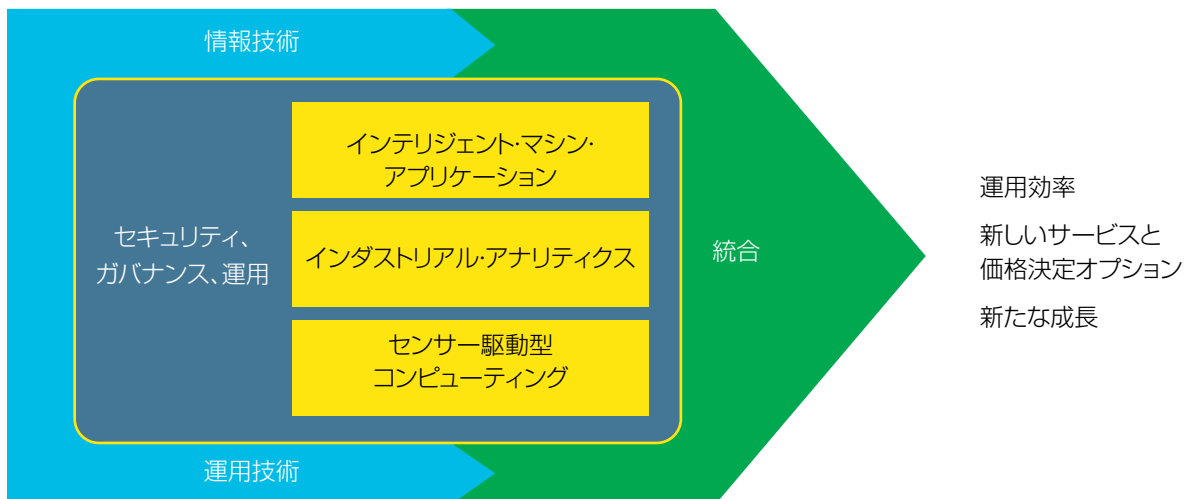 情報技術
インテリジェント・マシン・
アプリケーション
セキュリティ、
ガバナンス、運用
インダストリアル・アナリティクス
センサー駆動型
コンピューティング
運用技術
統合
運用効率
新しいサービスと
価格決定オプション
新たな成長